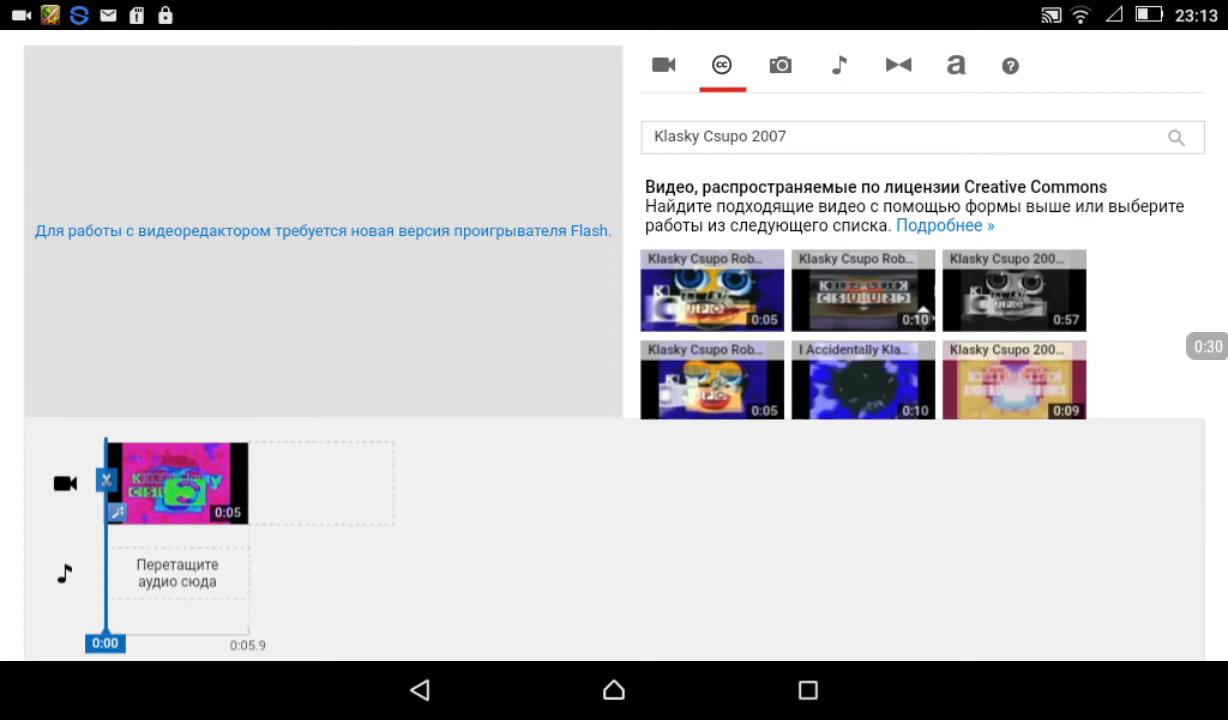 23:13
Klasky Csupo 2007
Видео, распространяемые по лицензии Creative Commons
Найдите подходящие видео с помощью формы выше или выберите
работы из следующего списка. Подробнее »
Для работы с видеоредактором требуется новая версия проигрывателя Flash.
Klasky Csupo Rob... Klasky Csupo Rob... Klasky Csupo 200...
0:05 0:10 0:57
0:30
Klasky Csupo Rob... I Accidentally Kla... Klasky Csupo 200...
0:05 0:10 0:09
0:05
Перетащите
аудио сюда
0:00 0:05.9